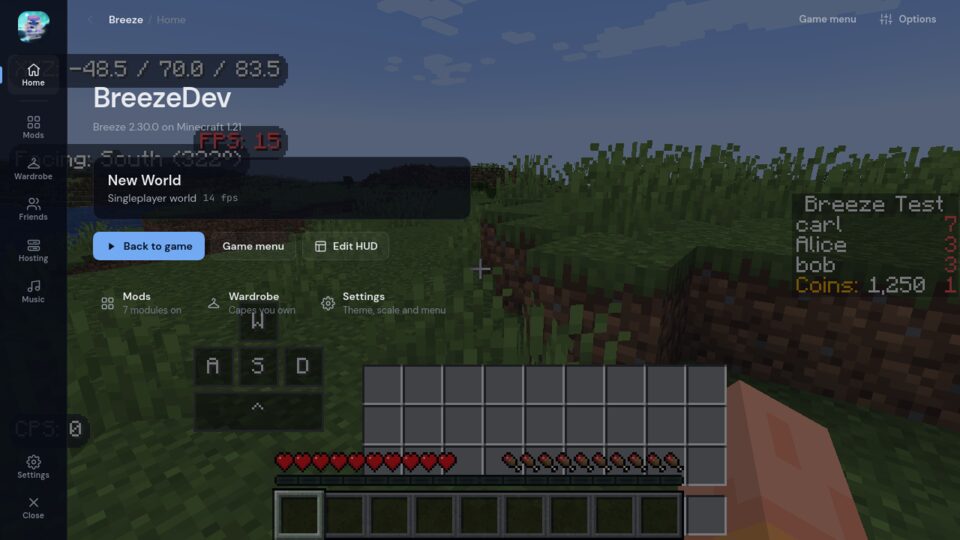 Breeze / Home
Game menu
Options
Home
-48.5 / 70.0 / 83.5
BreezeDev
Breeze 2.30.0 on Minecraft 1.21
FPS: 15
Mods
Facing: South (322°)
Wardrobe
New World
Singleplayer world 14 fps
Friends
Breeze Test
carl 7
Alice 3
bob 3
Coins: 1,250 1
Back to game
Game menu
Edit HUD
Hosting
Music
Mods
7 modules on
Wardrobe
Capes you own
Settings
Theme, scale and menu
W
A
S
D
^
CPS: 0
Settings
Close